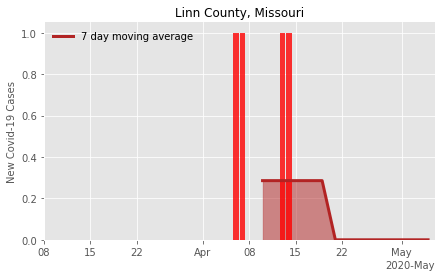 Linn County, Missouri
7 day moving average
New Covid-19 Cases
1.0
0.8
0.6
0.4
0.2
0.0
08 15 22 Apr 08 15 22 May
2020-May